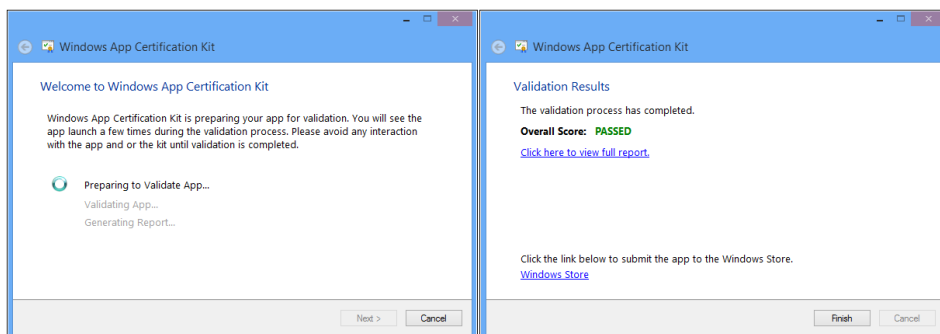 Windows App Certification Kit
Welcome to Windows App Certification Kit
Windows App Certification Kit is preparing your app for validation. You will see the
app launch a few times during the validation process. Please avoid any interaction
with the app and or the kit until validation is completed.
Preparing to Validate App...
Validating App...
Generating Report...
Next >
Cancel
Windows App Certification Kit
Validation Results
The validation process has completed.
Overall Score: PASSED
Click here to view full report.
Click the link below to submit the app to the Windows Store.
Windows Store
Finish
Cancel